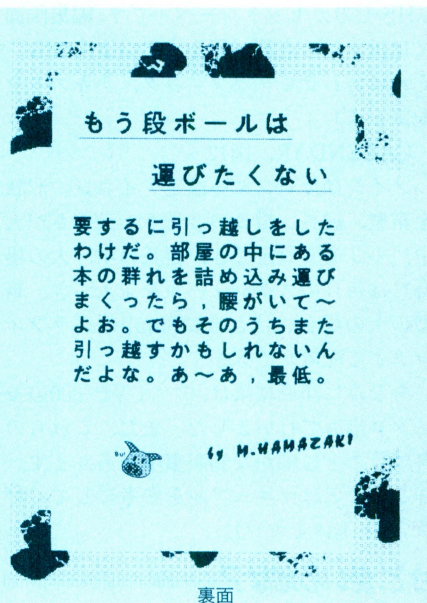 もう段ボールは
運びたくない
要するに引っ越しをした
わけだ。部屋の中にある
本の群れを詰め込み運び
まくったら，腰がいて～
よお。でもそのうちまた
引っ越すかもしれないん
だよな。あ～あ，最低。
Bu!
by M.HAMAZAKI
裏面